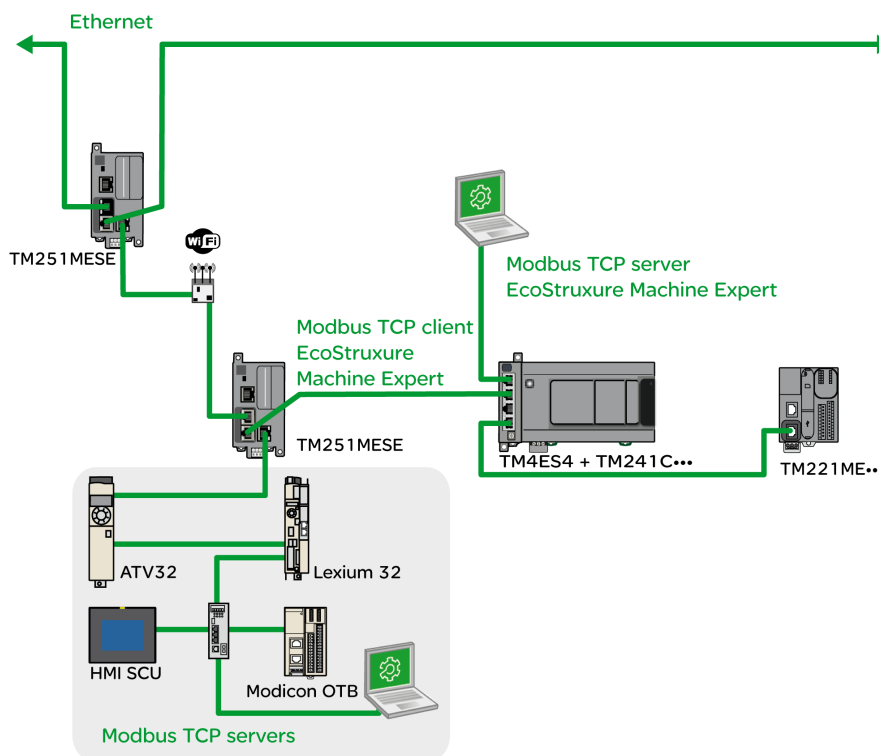 Ethernet
TM251MESE
Wi Fi
Modbus TCP server
EcoStruxure Machine Expert
Modbus TCP client
EcoStruxure
Machine Expert
TM251MESE
TM4ES4 + TM241C•••
TM221ME••
ATV32
Lexium 32
HMI SCU
Modicon OTB
Modbus TCP servers